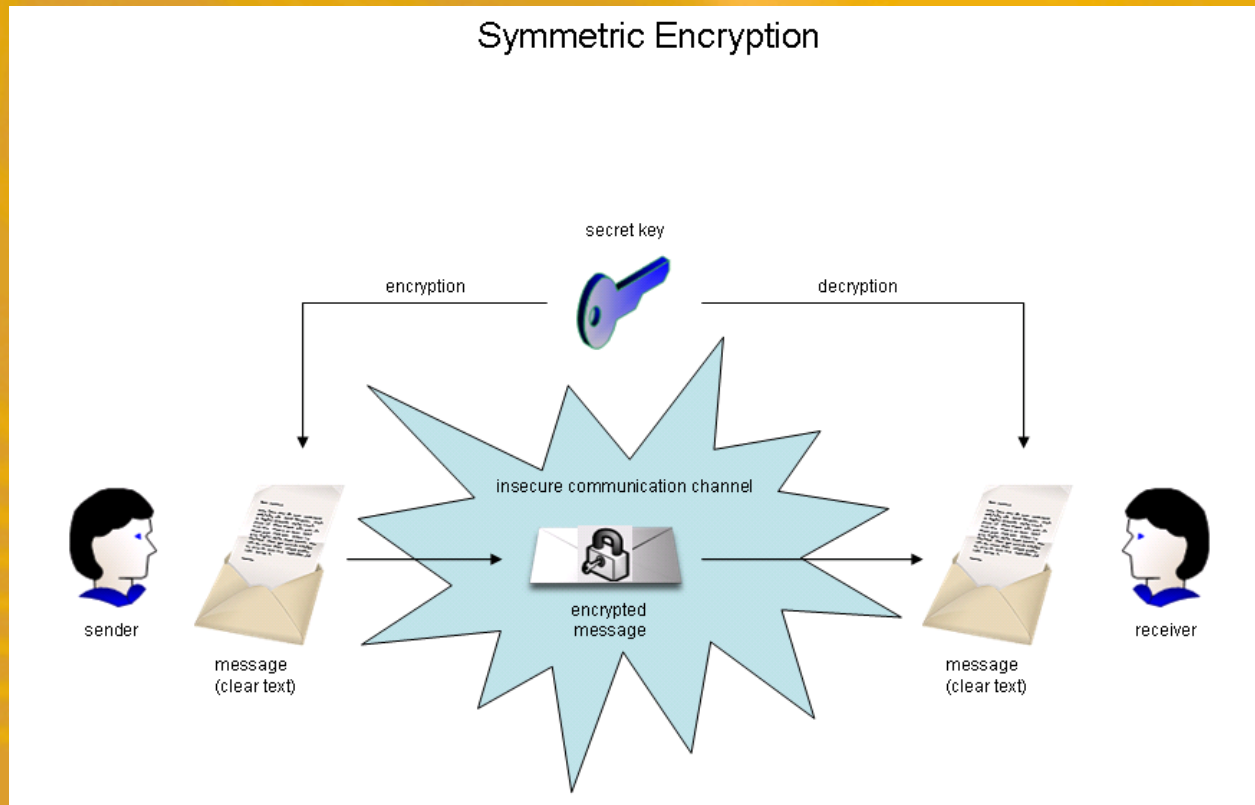 Symmetric Encryption
secret key
encryption
decryption
insecure communication channel
encrypted
message
sender
message
(clear text)
message
(clear text)
receiver